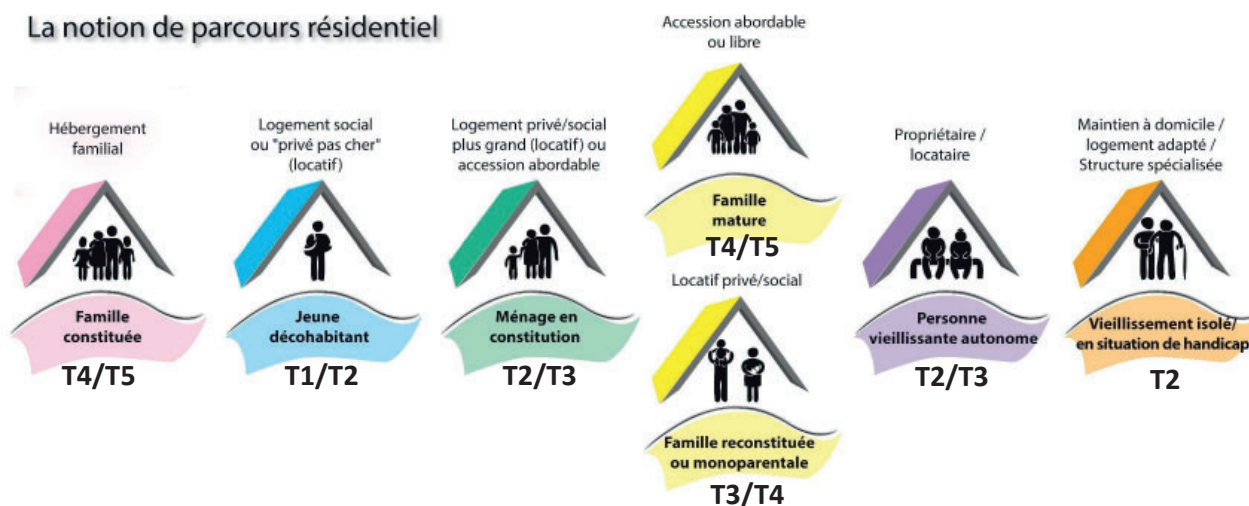 La notion de parcours résidentiel
Hébergement
familial
Famille
constituée
T4/T5
Logement social
ou "privé pas cher"
(locatif)
Jeune
décohabitant
T1/T2
Logement privé/social
plus grand (locatif) ou
accession abordable
Ménage en
constitution
T2/T3
Accession abordable
ou libre
Famille
mature
T4/T5
Locatif privé/social
Famille reconstituée
ou monoparentale
T3/T4
Propriétaire /
locataire
Personne
vieillissante autonome
T2/T3
Maintien à domicile /
logement adapté /
Structure spécialisée
Vieillissement isolé/
en situation de handicap
T2